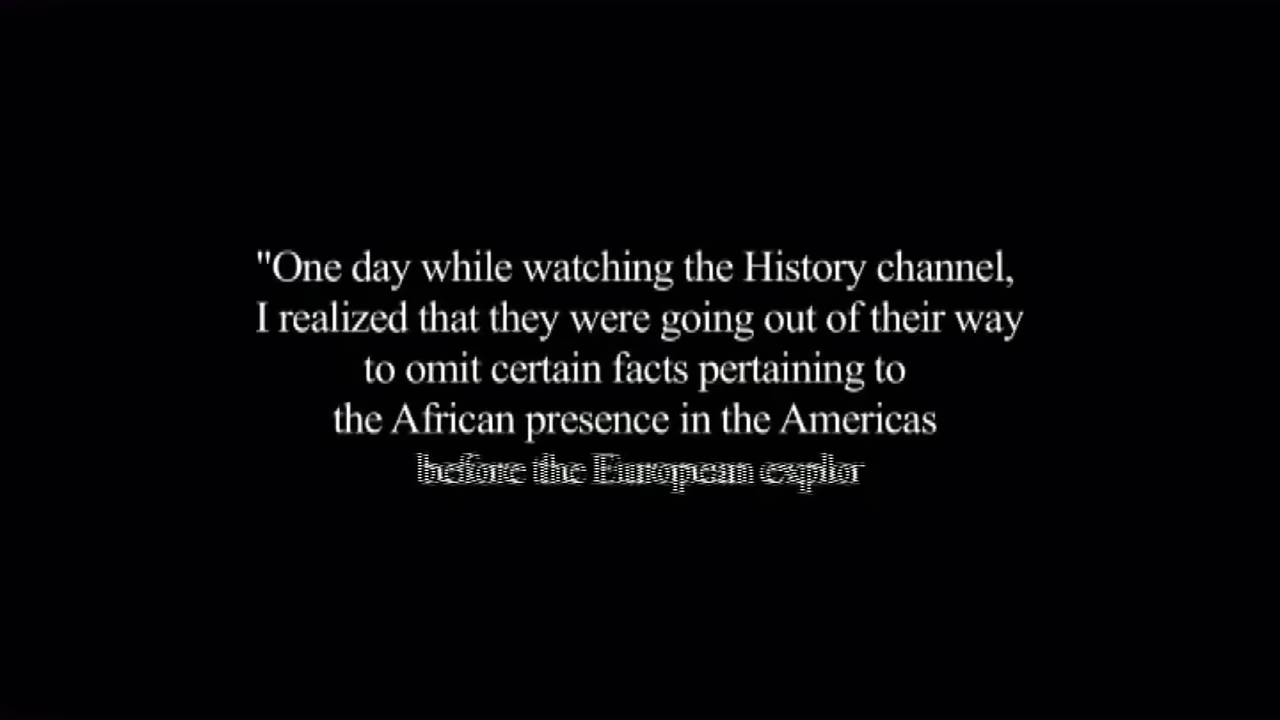 "One day while watching the History channel,
I realized that they were going out of their way
to omit certain facts pertaining to
the African presence in the Americas
before the European explor